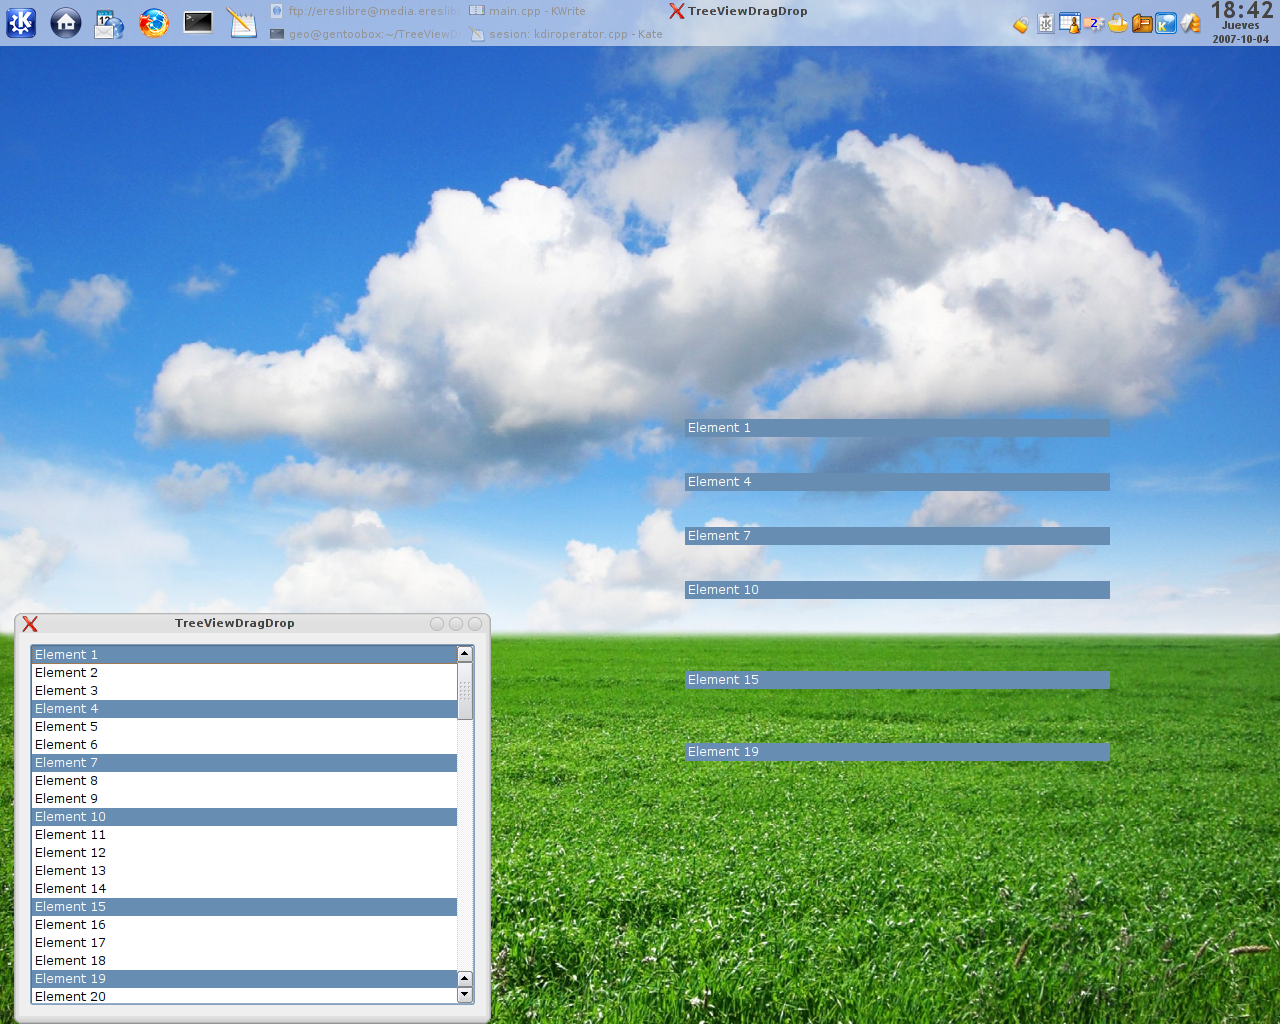 ftp://ereslibre@media.ereslib
main.cpp - KWrite
TreeViewDragDrop
18:42
geo@gentoobox:~/TreeViewD
sesion: kdiroperator.cpp - Kate
Jueves
2007-10-04
12
2
Element 1
Element 4
Element 7
Element 10
Element 15
Element 19
TreeViewDragDrop
Element 1
Element 2
Element 3
Element 4
Element 5
Element 6
Element 7
Element 8
Element 9
Element 10
Element 11
Element 12
Element 13
Element 14
Element 15
Element 16
Element 17
Element 18
Element 19
Element 20